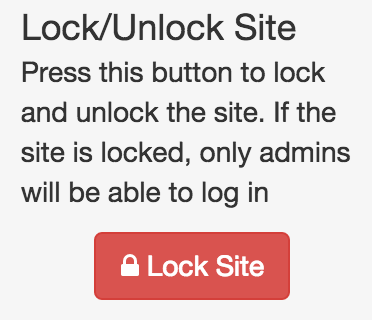 Lock/Unlock Site
Press this button to lock
and unlock the site. If the
site is locked, only admins
will be able to log in
Lock Site